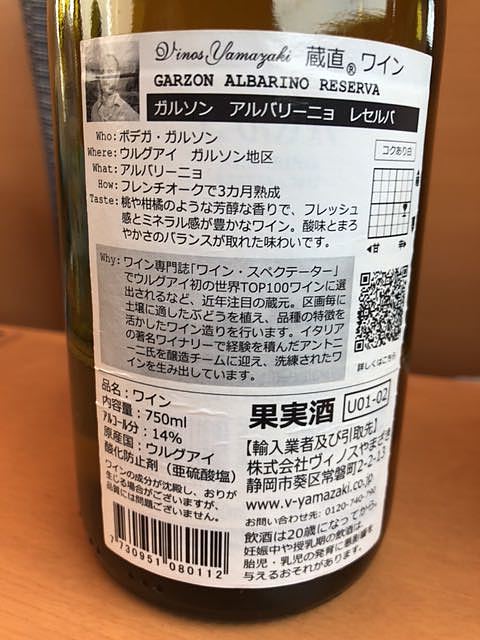 Vinos Yamazaki 蔵直® ワイン
GARZON ALBARINO RESERVA
ガルソン アルバリーニョ レセルバ
Who: ボデガ・ガルソン
Where: ウルグアイ ガルソン地区
What: アルバリーニョ
How: フレンチオークで3カ月熟成
Taste: 桃や柑橘のような芳醇な香りで、フレッシュ
感とミネラル感が豊かなワイン。酸味とまろ
やかさのバランスが取れた味わいです。
コクあり白
◀甘 辛
Why: ワイン専門誌「ワイン・スペクテーター」
でウルグアイ初の世界TOP100ワインに選
出されるなど、近年注目の蔵元。区画毎に
土壌に適したぶどうを植え、品種の特徴を
活かしたワイン造りを行います。イタリア
の著名ワイナリーで経験を積んだアントニ
ーニ氏を醸造チームに迎え、洗練されたワ
インを生み出しています。
詳しくはこちら
品名:ワイン
内容量:750ml
アルコール分:14%
原産国:ウルグアイ
酸化防止剤(亜硫酸塩)
ワインの成分が沈殿し、おりが
生じる場合がございますが、
品質には問題ございません。
7 730951 080112
果実酒 U01-02
【輸入業者及び引取先】
株式会社ヴィノスやまざき
静岡市葵区常磐町2-2-13
www.v-yamazaki.co.jp
お問い合わせ先:0120-740-790
飲酒は20歳になってから。
妊娠中や授乳期の飲酒は、
胎児・乳児の発育に悪影響を
与えるおそれがあります。